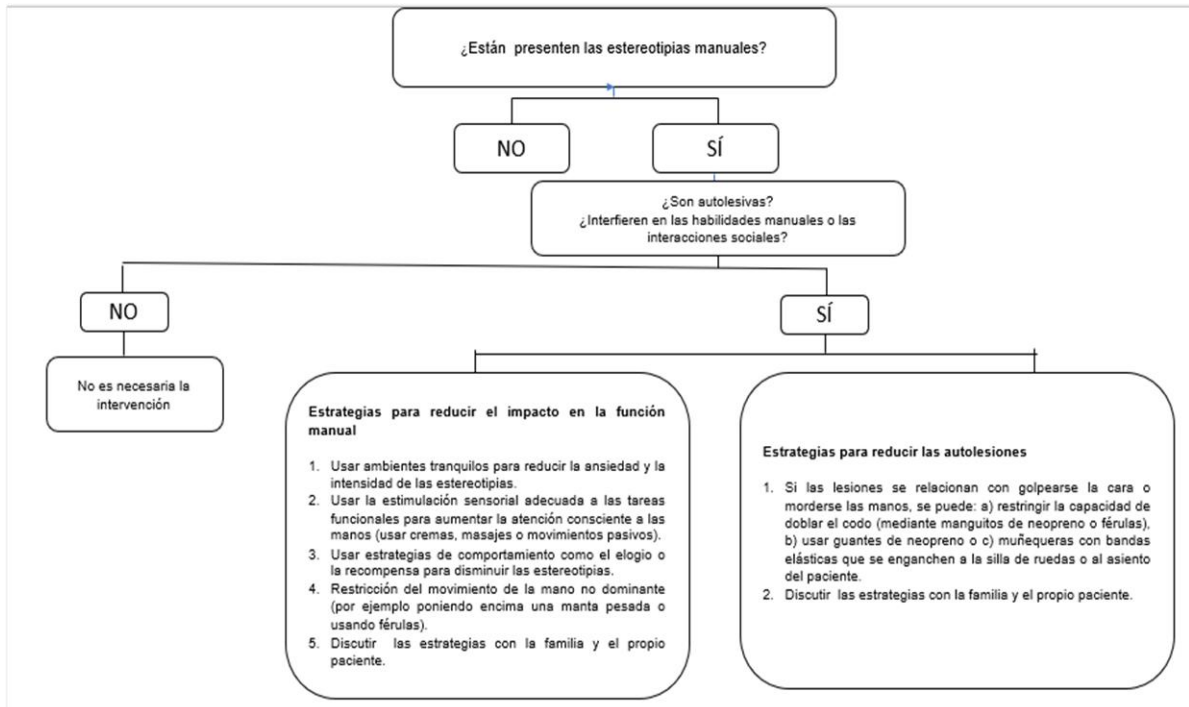 ¿Están presenten las estereotipias manuales?
NO
SÍ
¿Son autolesivas?
¿Interfieren en las habilidades manuales o las
interacciones sociales?
NO
SÍ
No es necesaria la
intervención
Estrategias para reducir el impacto en la función
manual
1. Usar ambientes tranquilos para reducir la ansiedad y la
intensidad de las estereotipias.
2. Usar la estimulación sensorial adecuada a las tareas
funcionales para aumentar la atención consciente a las
manos (usar cremas, masajes o movimientos pasivos).
3. Usar estrategias de comportamiento como el elogio o
la recompensa para disminuir las estereotipias.
4. Restricción del movimiento de la mano no dominante
(por ejemplo poniendo encima una manta pesada o
usando férulas).
5. Discutir las estrategias con la familia y el propio
paciente.
Estrategias para reducir las autolesiones
1. Si las lesiones se relacionan con golpearse la cara o
morderse las manos, se puede: a) restringir la capacidad de
doblar el codo (mediante manguitos de neopreno o férulas),
b) usar guantes de neopreno o c) muñequeras con bandas
elásticas que se enganchen a la silla de ruedas o al asiento
del paciente.
2. Discutir las estrategias con la familia y el propio paciente.